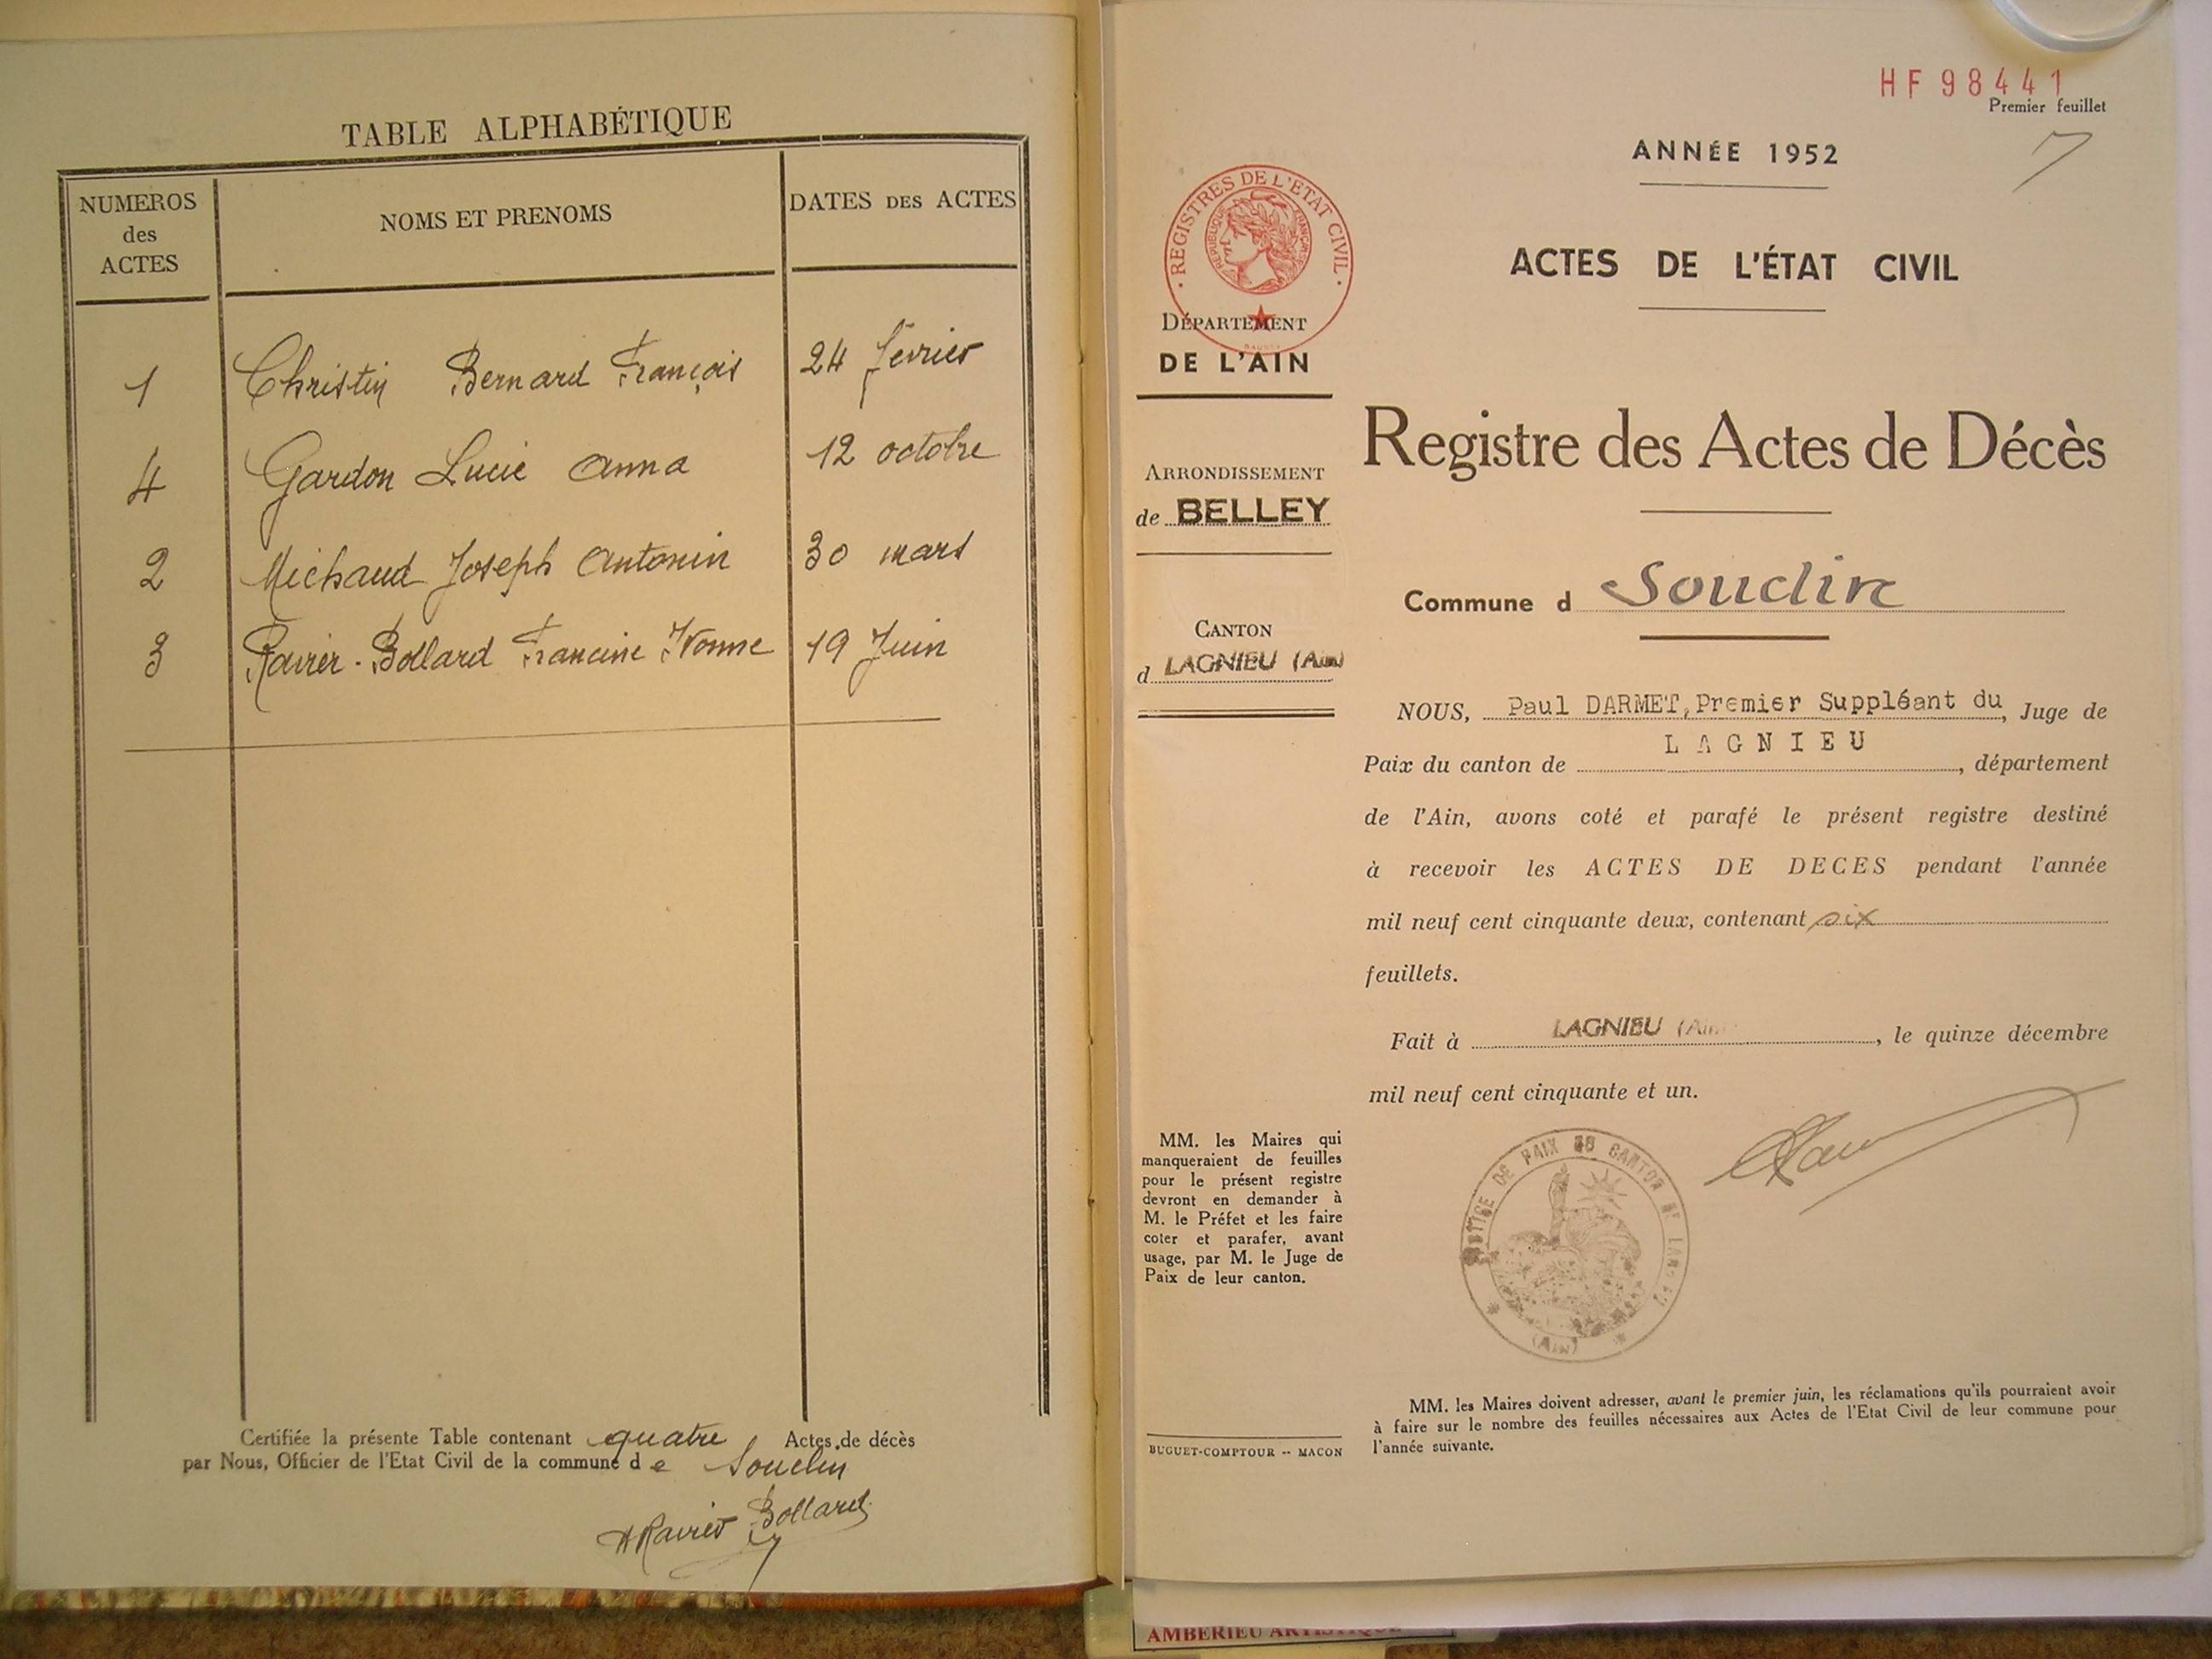 TABLE ALPHABÉTIQUE
NUMEROS des ACTES
NOMS ET PRENOMS
DATES DES ACTES
1 Christin Bernard François 24 février
4 Gardon Lucie Anna 12 octobre
2 Michaud Joseph Antonin 30 mars
3 Ravier-Bollard Francine Yvonne 19 Juin
Certifiée la présente Table contenant quatre Actes de décès
par Nous, Officier de l'Etat Civil de la commune de Souclin
A Ravier Bollard
HF 98441
Premier feuillet
7
ANNÉE 1952
ACTES DE L'ÉTAT CIVIL
· REGISTRES DE L'ETAT CIVIL ·
REPUBLIQUE FRANÇAISE
DÉPARTEMENT
DE L'AIN
Registre des Actes de Décès
ARRONDISSEMENT
de BELLEY
Commune d Souclin
CANTON
d LAGNIEU (Ain)
NOUS, Paul DARMET, Premier Suppléant du, Juge de
Paix du canton de LAGNIEU, département
de l'Ain, avons coté et parafé le présent registre destiné
à recevoir les ACTES DE DECES pendant l'année
mil neuf cent cinquante deux, contenant six
feuillets.
Fait à LAGNIEU (Ain), le quinze décembre
mil neuf cent cinquante et un.
JUSTICE DE PAIX DU CANTON DE LAGNIEU
(AIN)
MM. les Maires qui
manqueraient de feuilles
pour le présent registre
devront en demander à
M. le Préfet et les faire
coter et parafer, avant
usage, par M. le Juge de
Paix de leur canton.
BUGUET-COMPTOUR -- MACON
MM. les Maires doivent adresser, avant le premier juin, les réclamations qu'ils pourraient avoir
à faire sur le nombre des feuilles nécessaires aux Actes de l'Etat Civil de leur commune pour
l'année suivante.
AMBERIEU ARTISTIQUE